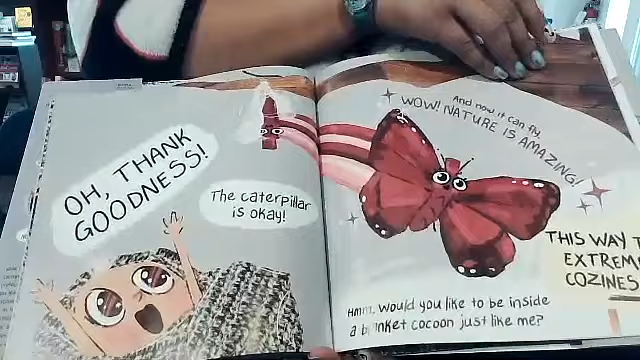 OH, THANK
GOODNESS!
The caterpillar
is okay!
And now it can fly.
WOW! NATURE IS AMAZING!
THIS WAY
EXTREM
COZINES
Hmm, would you like to be inside
a blanket cocoon just like me?